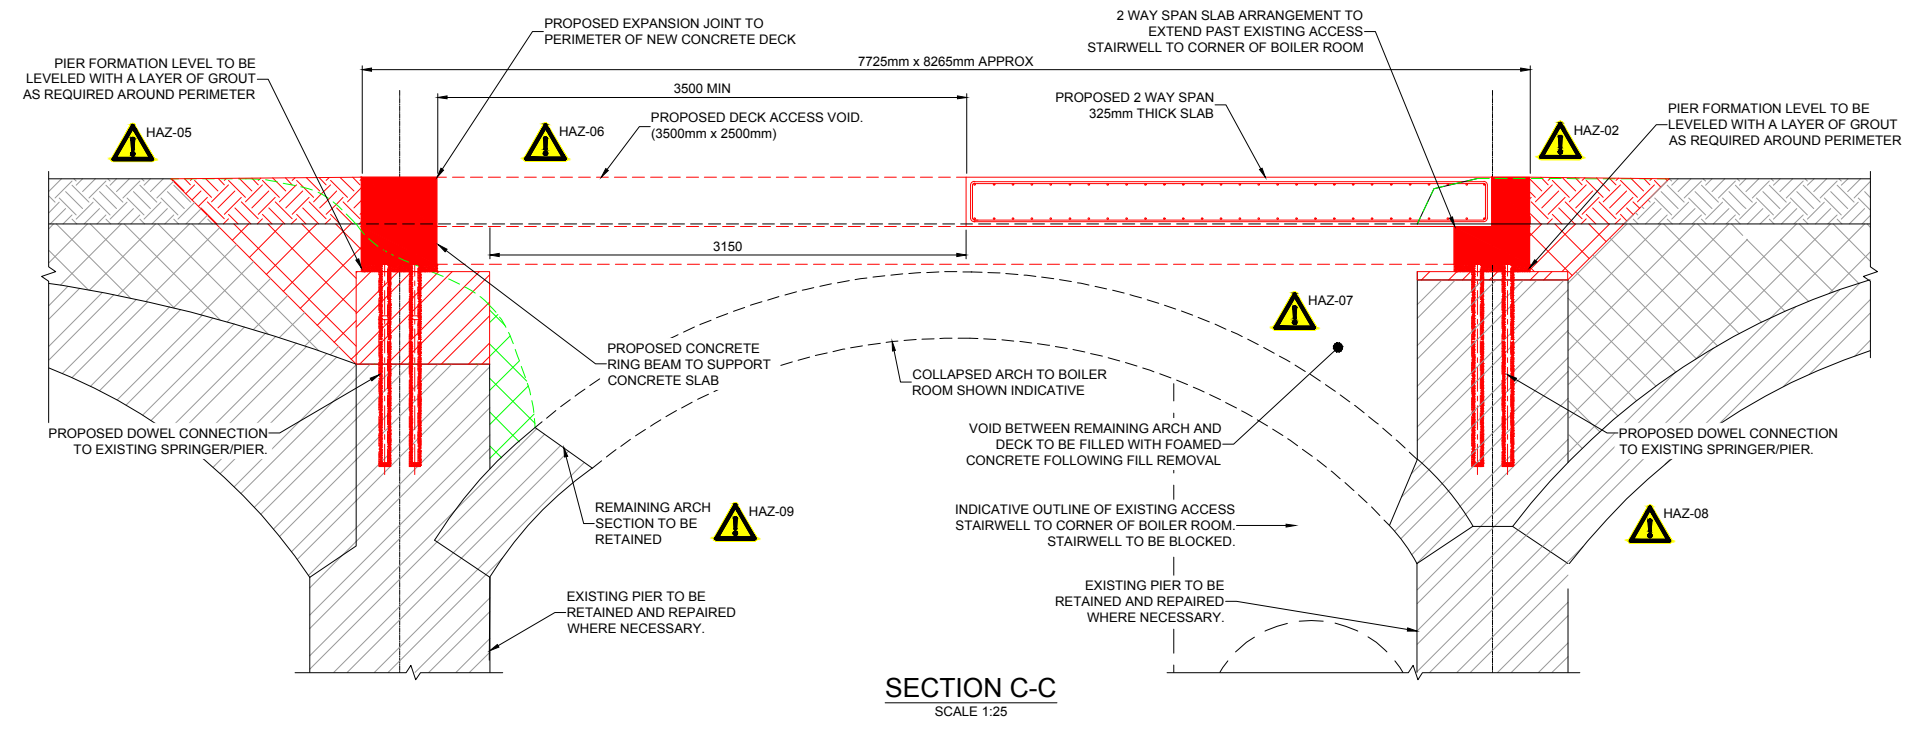 PROPOSED EXPANSION JOINT TO
PERIMETER OF NEW CONCRETE DECK
2 WAY SPAN SLAB ARRANGEMENT TO
EXTEND PAST EXISTING ACCESS
STAIRWELL TO CORNER OF BOILER ROOM
PIER FORMATION LEVEL TO BE
LEVELED WITH A LAYER OF GROUT
AS REQUIRED AROUND PERIMETER
7725mm x 8265mm APPROX
3500 MIN
PROPOSED DECK ACCESS VOID.
(3500mm x 2500mm)
PROPOSED 2 WAY SPAN
325mm THICK SLAB
PIER FORMATION LEVEL TO BE
LEVELED WITH A LAYER OF GROUT
AS REQUIRED AROUND PERIMETER
HAZ-05
HAZ-06
HAZ-02
3150
HAZ-07
PROPOSED CONCRETE
RING BEAM TO SUPPORT
CONCRETE SLAB
COLLAPSED ARCH TO BOILER
ROOM SHOWN INDICATIVE
PROPOSED DOWEL CONNECTION
TO EXISTING SPRINGER/PIER.
VOID BETWEEN REMAINING ARCH AND
DECK TO BE FILLED WITH FOAMED
CONCRETE FOLLOWING FILL REMOVAL
PROPOSED DOWEL CONNECTION
TO EXISTING SPRINGER/PIER.
REMAINING ARCH
SECTION TO BE
RETAINED
HAZ-09
INDICATIVE OUTLINE OF EXISTING ACCESS
STAIRWELL TO CORNER OF BOILER ROOM.
STAIRWELL TO BE BLOCKED.
HAZ-08
EXISTING PIER TO BE
RETAINED AND REPAIRED
WHERE NECESSARY.
EXISTING PIER TO BE
RETAINED AND REPAIRED
WHERE NECESSARY.
SECTION C-C
SCALE 1:25